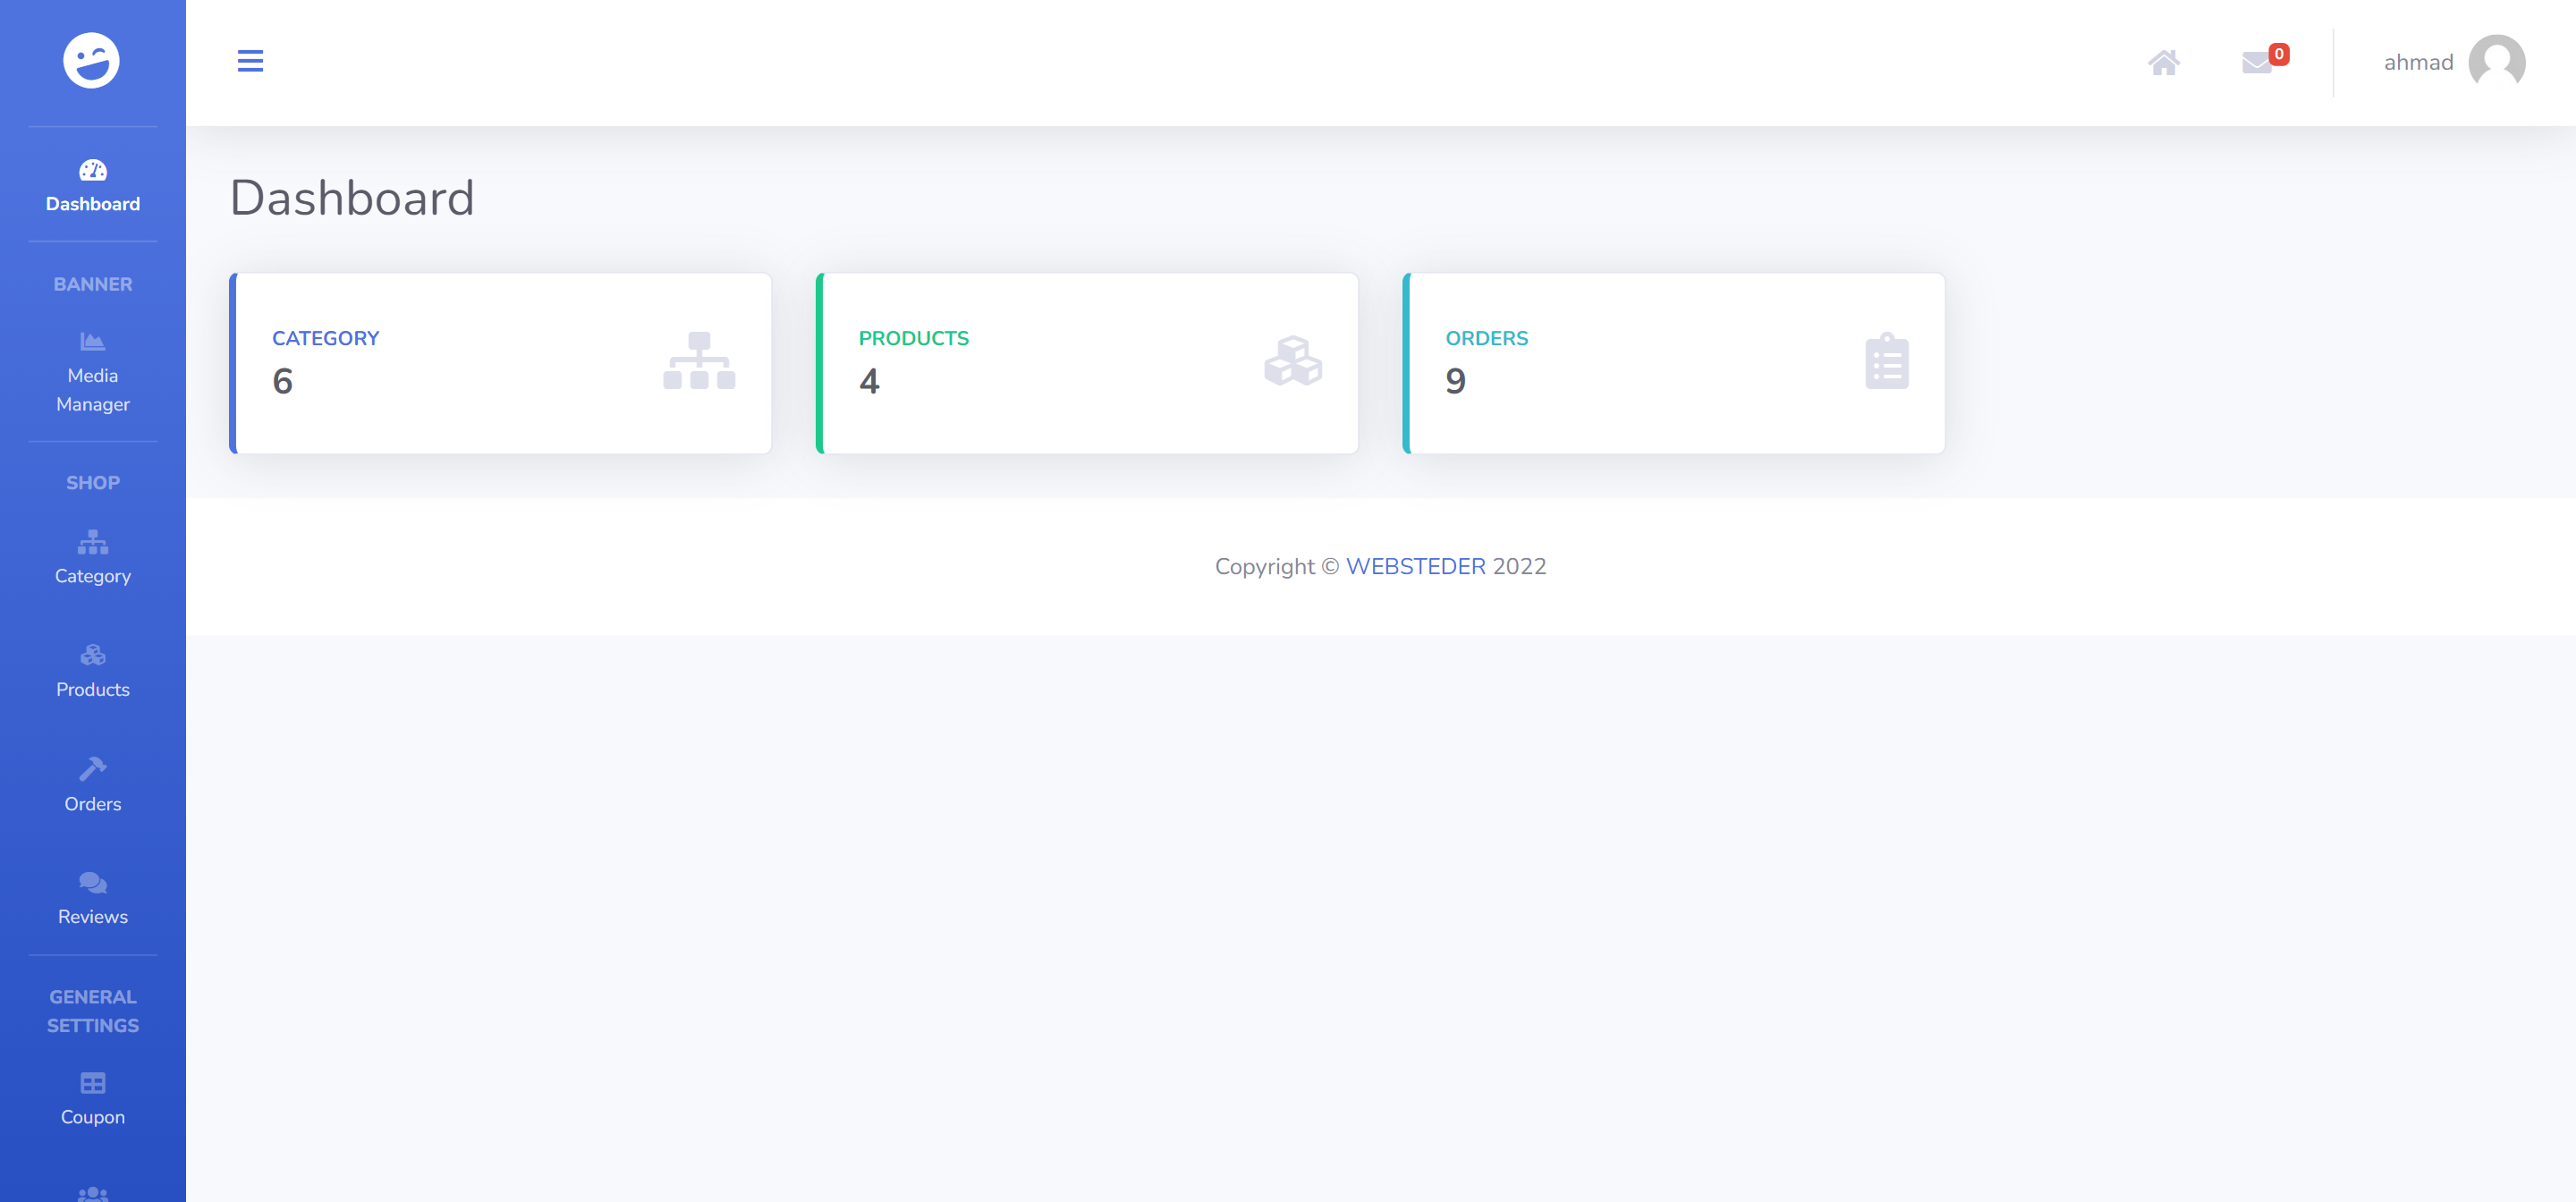 Dashboard
BANNER
Media
Manager
SHOP
Category
Products
Orders
Reviews
GENERAL
SETTINGS
Coupon
0
ahmad
Dashboard
CATEGORY
6
PRODUCTS
4
ORDERS
9
Copyright © WEBSTEDER 2022